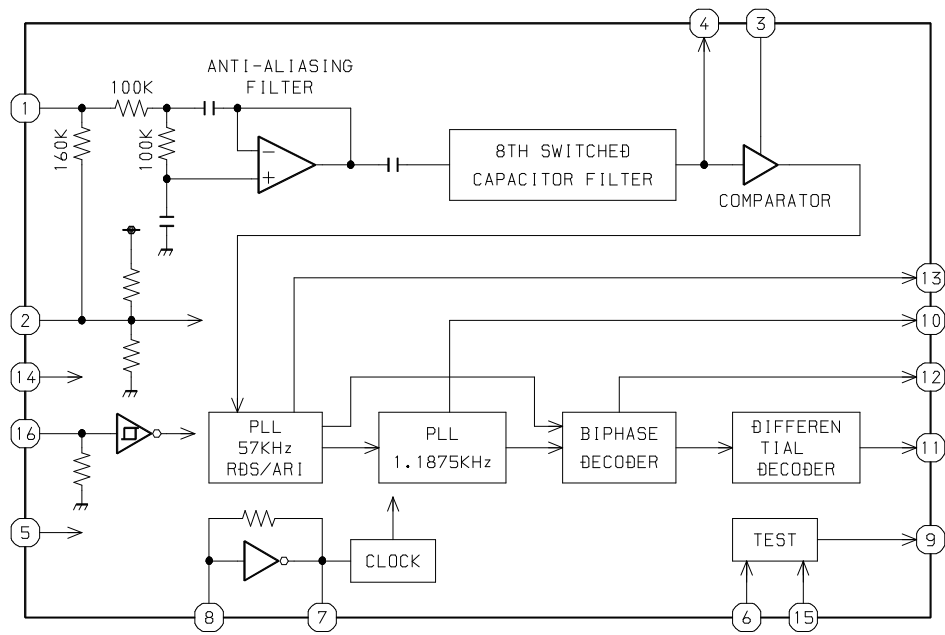 4
3
ANTI-ALIASING
FILTER
1
100K
160K
100K
−
+
8TH SWITCHED
CAPACITOR FILTER
COMPARATOR
13
2
10
14
12
16
PLL
57KHz
RDS/ARI
PLL
1.1875KHz
BIPHASE
DECODER
DIFFEREN
TIAL
DECODER
11
5
CLOCK
TEST
9
8
7
6
15